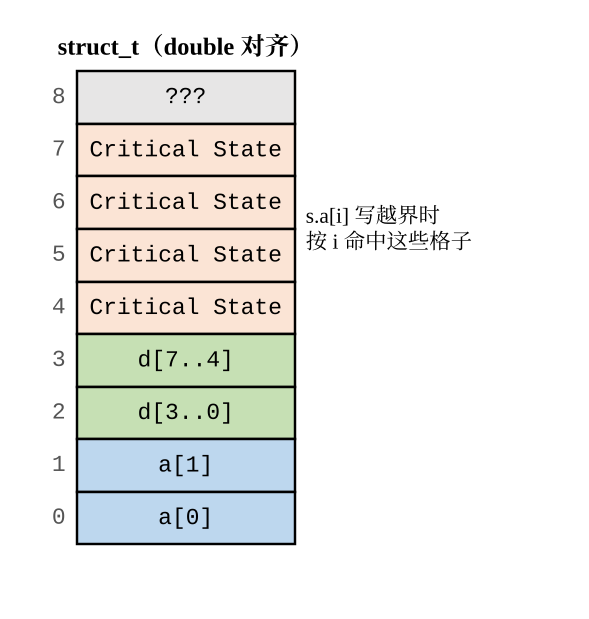 struct_t（double 对齐）
8 ???
7 Critical State
6 Critical State
5 Critical State
4 Critical State
3 d[7..4]
2 d[3..0]
1 a[1]
0 a[0]
s.a[i] 写越界时
按 i 命中这些格子